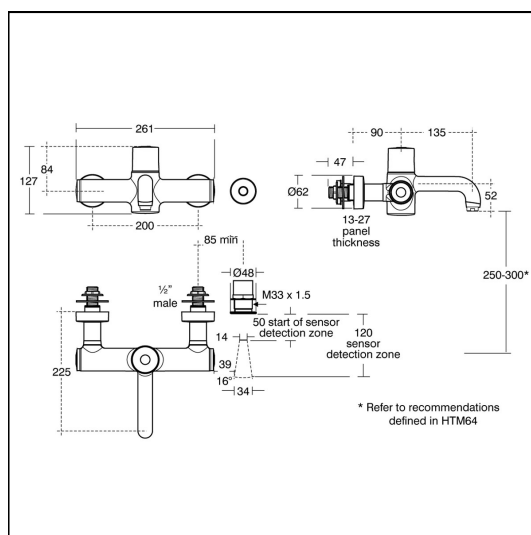 261
84
127
200
90
135
47
Ø62
52
13-27
panel
thickness
250-300*
85 min
½"
male
Ø48
M33 x 1.5
50 start of sensor
detection zone
14
120
sensor
detection zone
225
39
16°
34
* Refer to recommendations
defined in HTM64